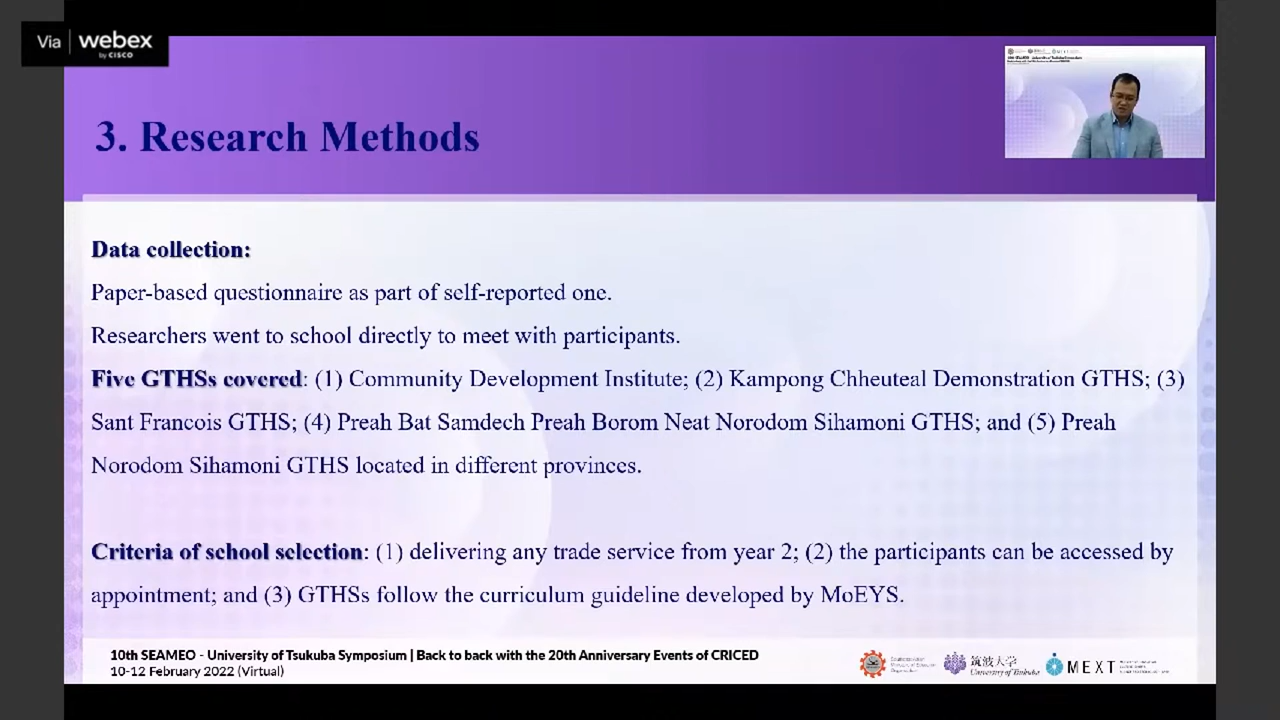 Via webex
by CISCO
3. Research Methods
Data collection:
Paper-based questionnaire as part of self-reported one.
Researchers went to school directly to meet with participants.
Five GTHSs covered: (1) Community Development Institute; (2) Kampong Chheuteal Demonstration GTHS; (3)
Sant Francois GTHS; (4) Preah Bat Samdech Preah Borom Neat Norodom Sihamoni GTHS; and (5) Preah
Norodom Sihamoni GTHS located in different provinces.
Criteria of school selection: (1) delivering any trade service from year 2; (2) the participants can be accessed by
appointment; and (3) GTHSs follow the curriculum guideline developed by MoEYS.
10th SEAMEO - University of Tsukuba Symposium | Back to back with the 20th Anniversary Events of CRICED
10-12 February 2022 (Virtual)
筑波大学
University of Tsukuba
MEXT